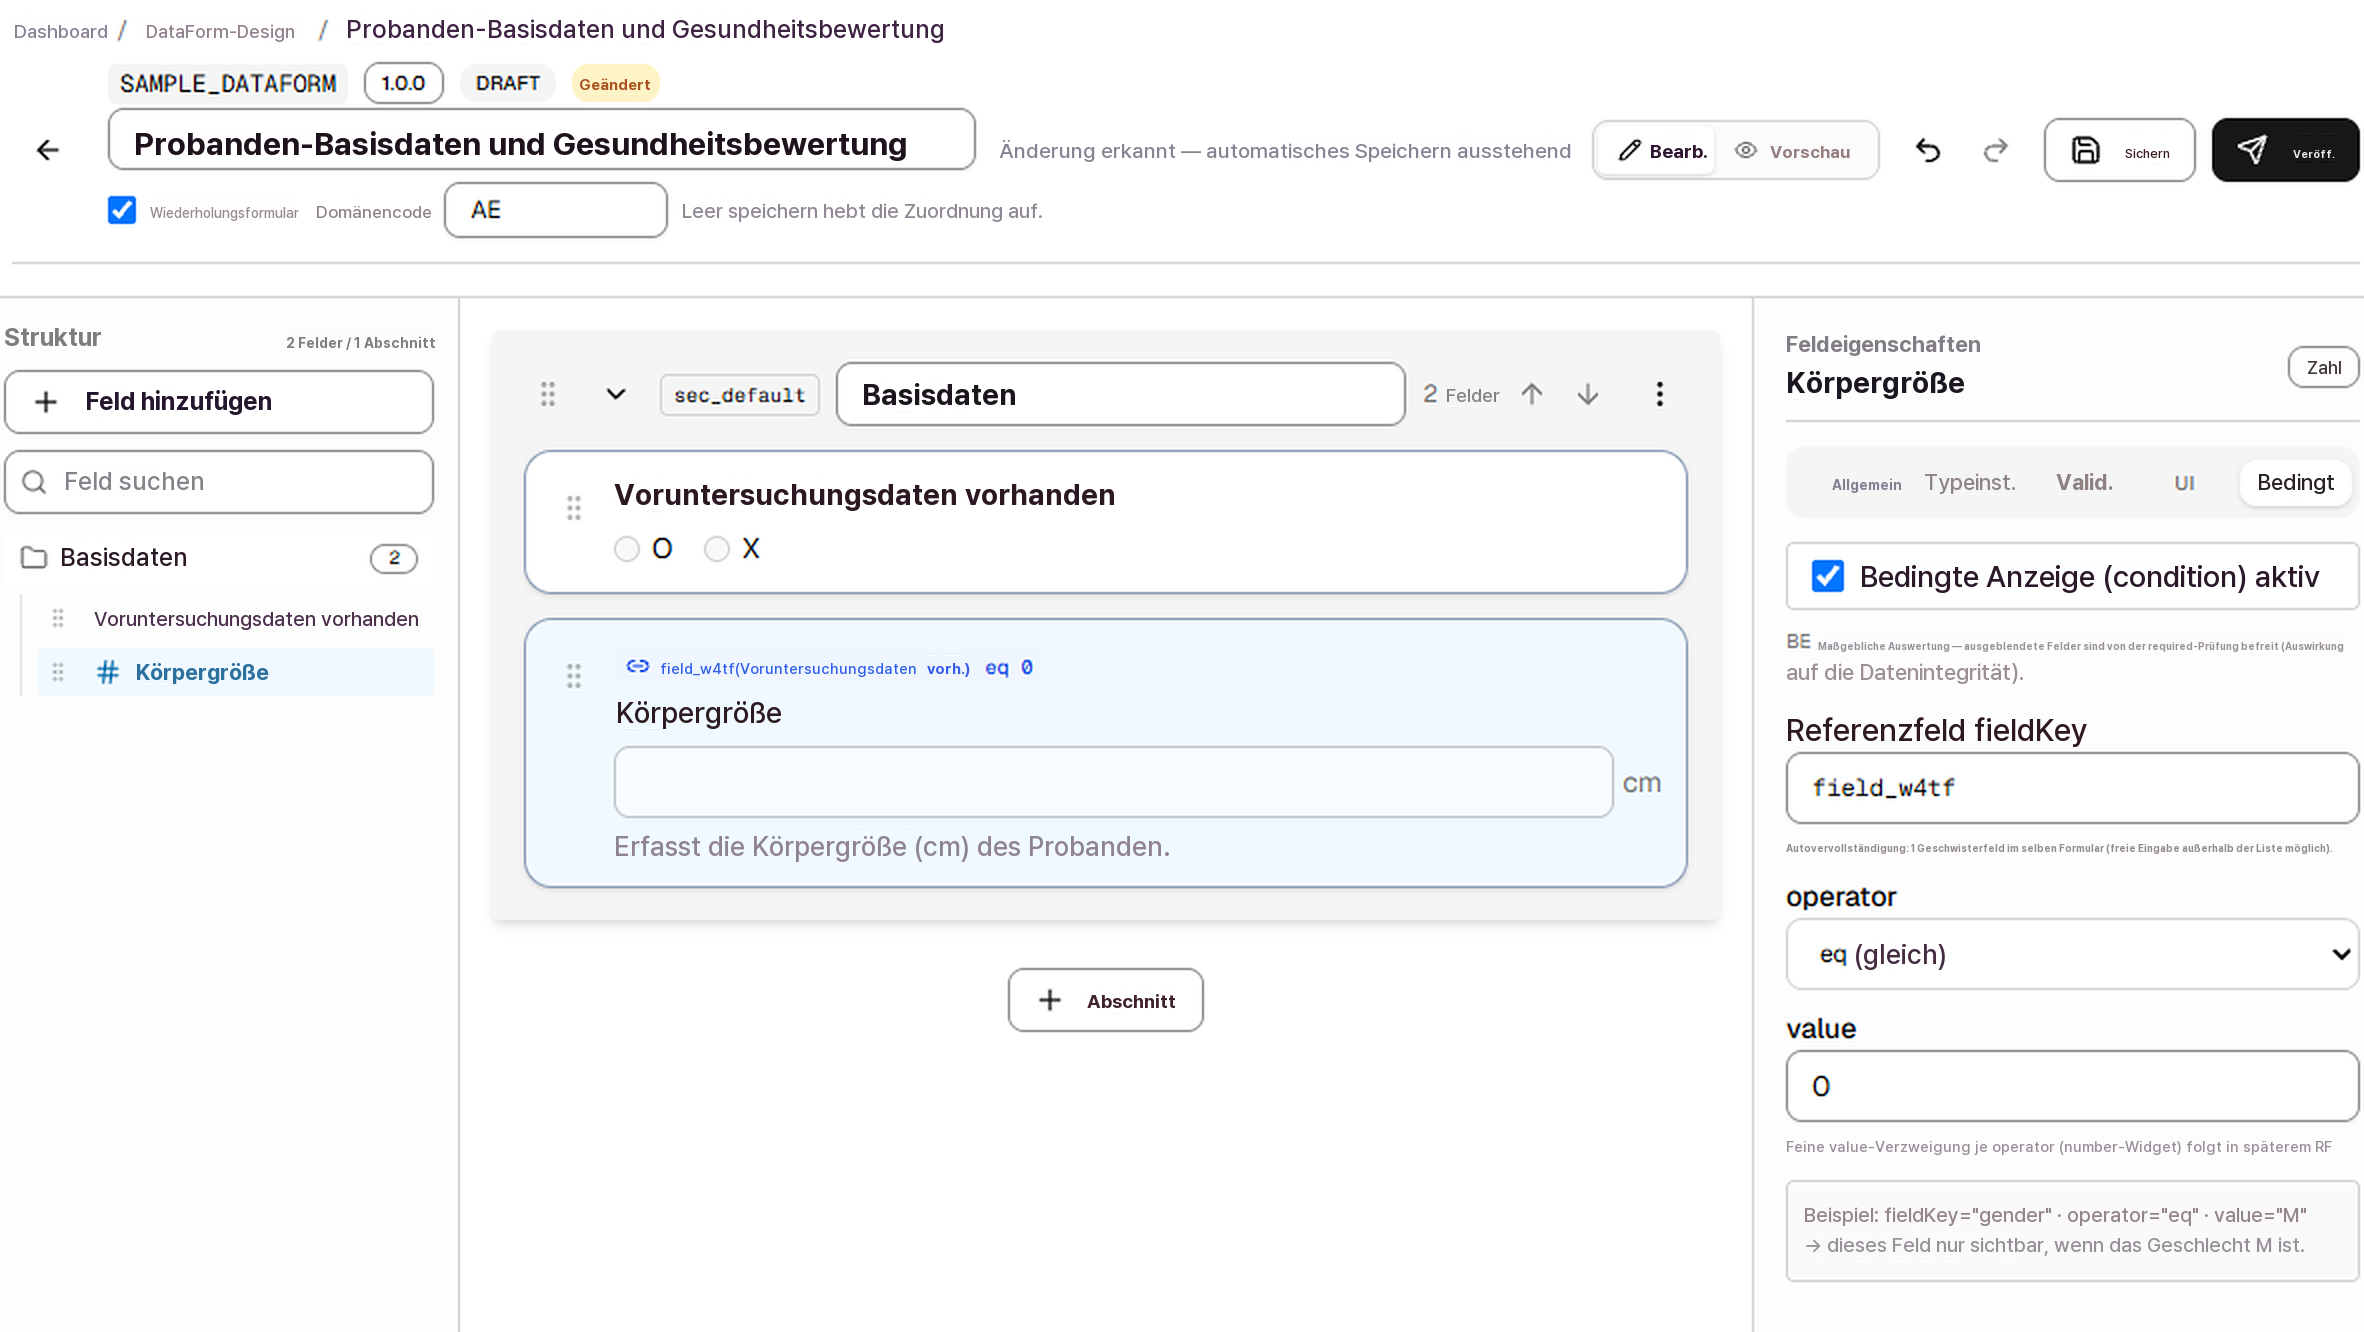 Dashboard / DataForm-Design / Probanden-Basisdaten und Gesundheitsbewertung
SAMPLE_DATAFORM 1.0.0 DRAFT Geändert
Probanden-Basisdaten und Gesundheitsbewertung
Änderung erkannt — automatisches Speichern ausstehend
Bearb. Vorschau
Sichern
Veröff.
Wiederholungsformular Domänencode AE Leer speichern hebt die Zuordnung auf.
Struktur
2 Felder / 1 Abschnitt
Feld hinzufügen
Feld suchen
Basisdaten 2
Voruntersuchungsdaten vorhanden
Körpergröße
sec_default Basisdaten 2 Felder
Voruntersuchungsdaten vorhanden
O X
field_w4tf(Voruntersuchungsdaten vorh.) eq O
Körpergröße
cm
Erfasst die Körpergröße (cm) des Probanden.
Abschnitt
Feldeigenschaften
Körpergröße
Zahl
Allgemein Typeinst. Valid. UI Bedingt
Bedingte Anzeige (condition) aktiv
BE Maßgebliche Auswertung — ausgeblendete Felder sind von der required-Prüfung befreit (Auswirkung
auf die Datenintegrität).
Referenzfeld fieldKey
field_w4tf
Autovervollständigung: 1 Geschwisterfeld im selben Formular (freie Eingabe außerhalb der Liste möglich).
operator
eq (gleich)
value
O
Feine value-Verzweigung je operator (number-Widget) folgt in späterem RF
Beispiel: fieldKey="gender" · operator="eq" · value="M"
→ dieses Feld nur sichtbar, wenn das Geschlecht M ist.